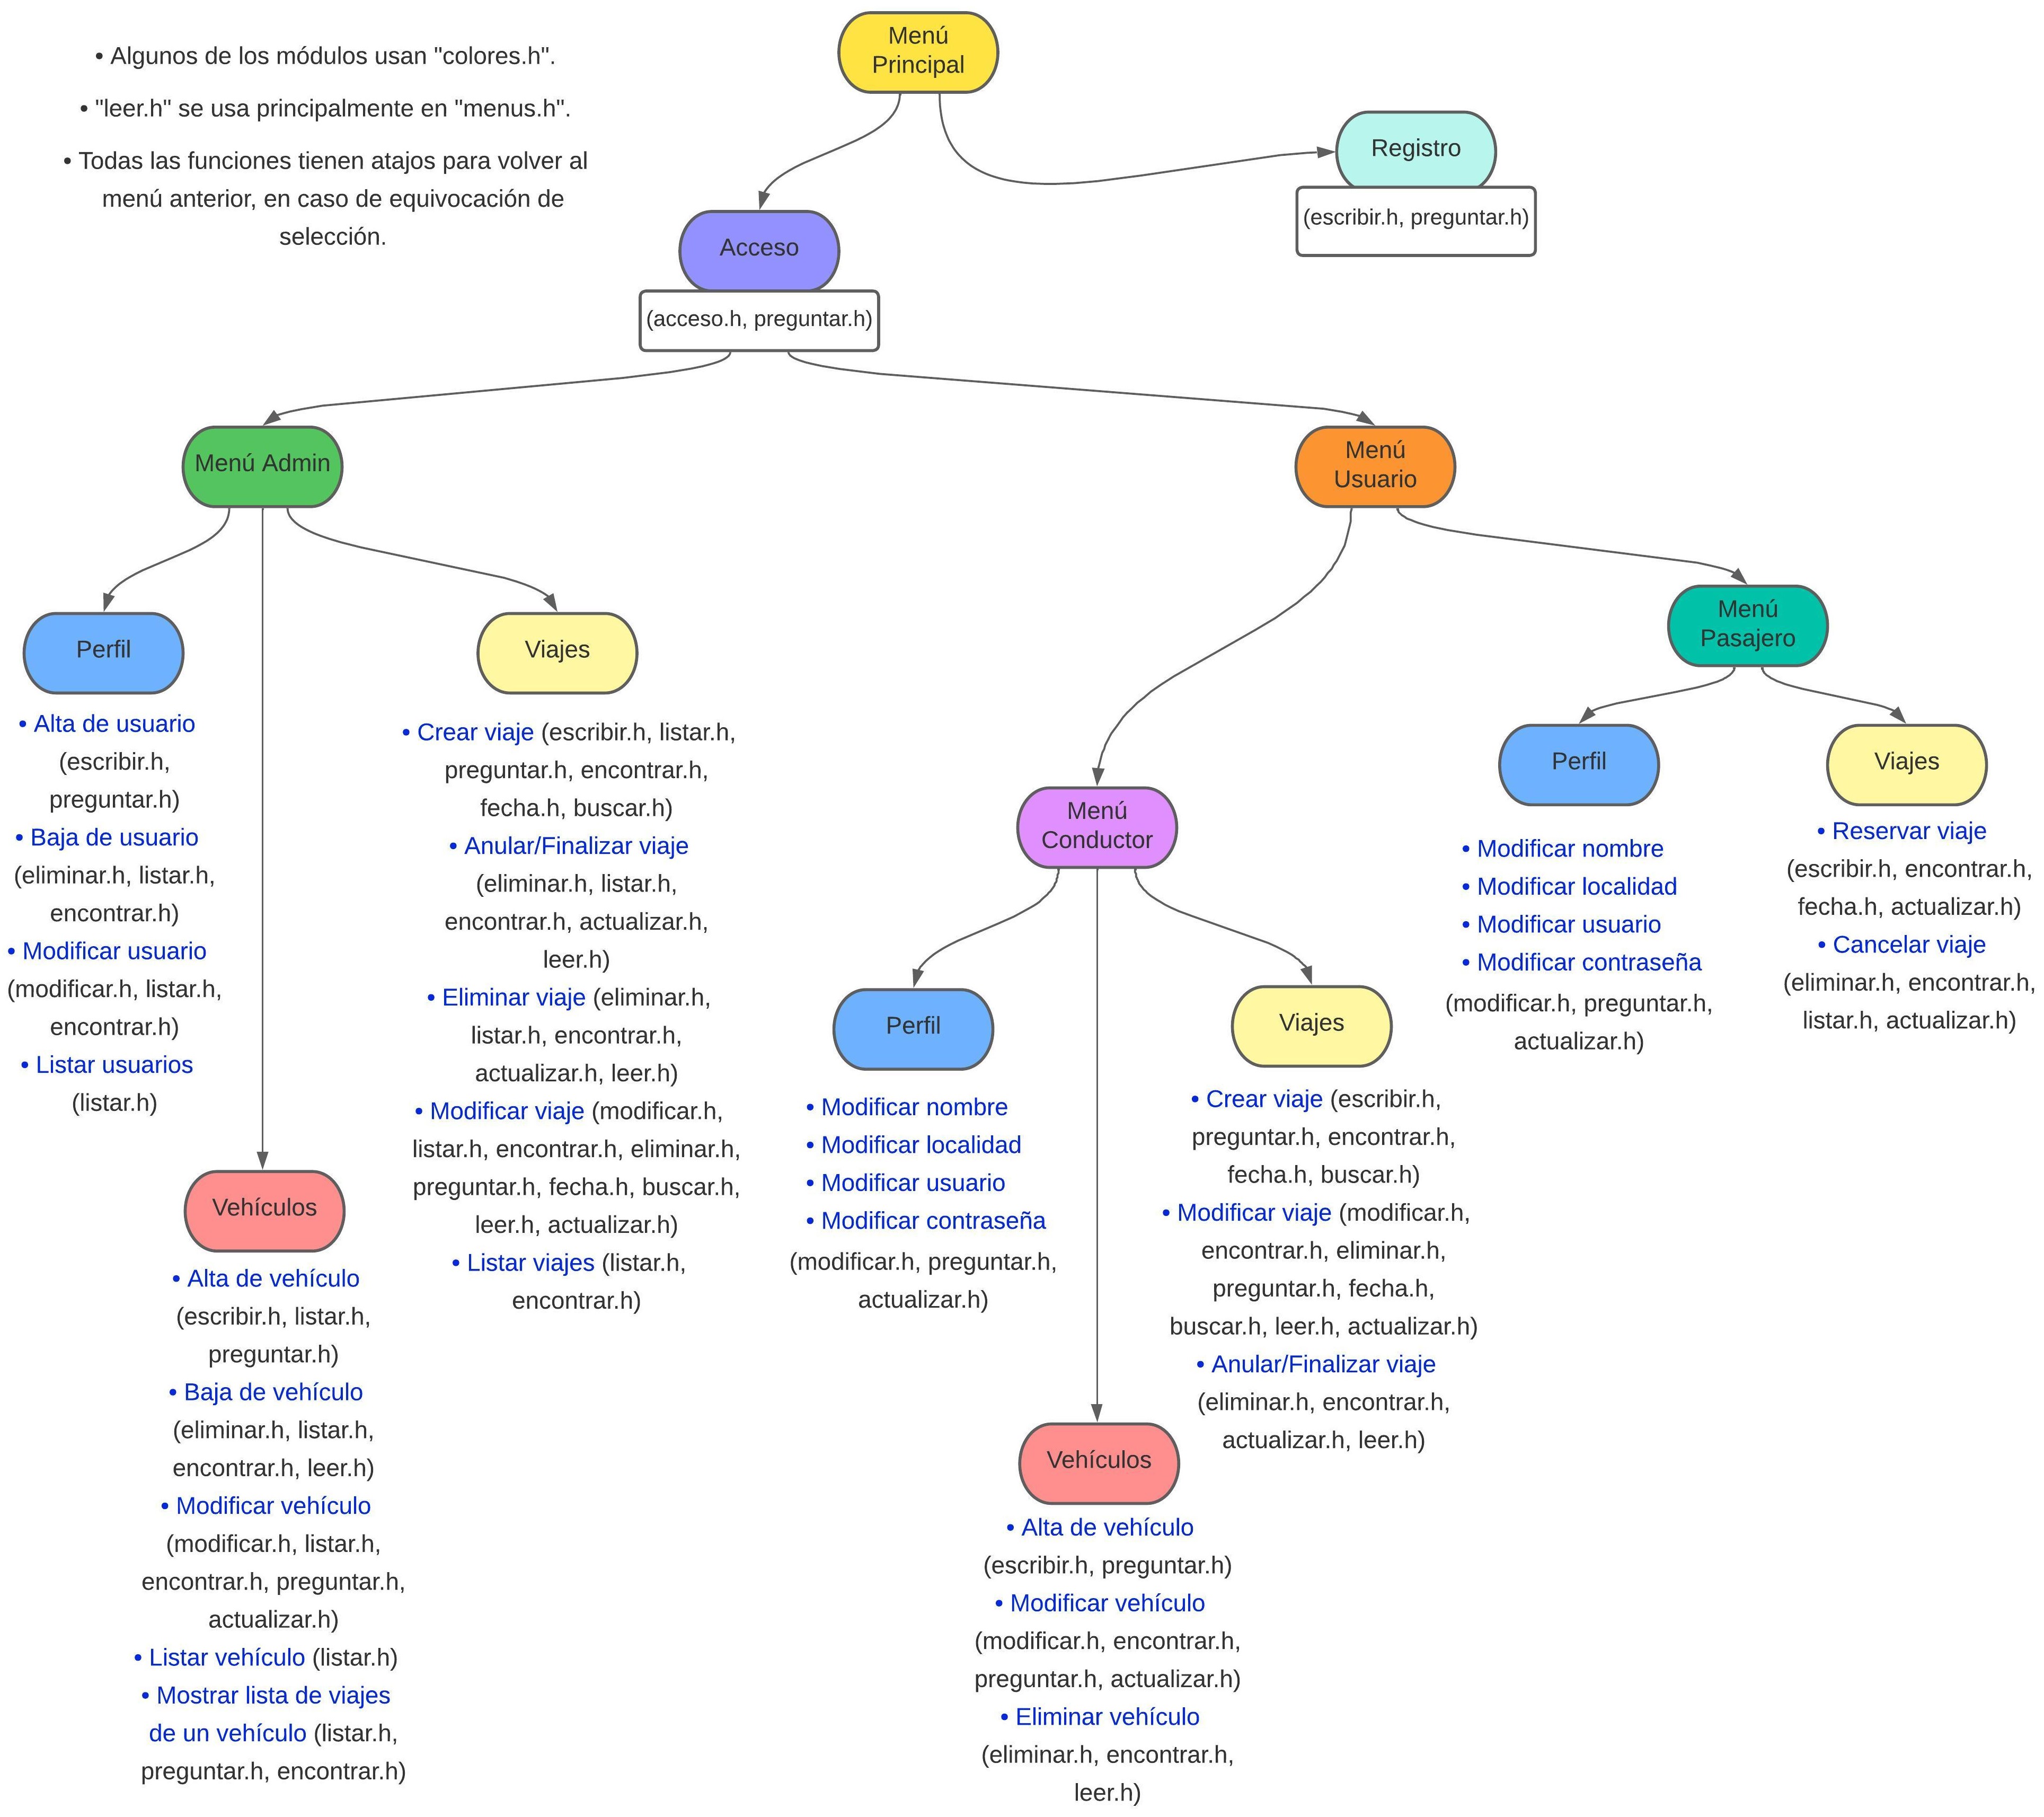 • Algunos de los módulos usan "colores.h".
• "leer.h" se usa principalmente en "menus.h".
• Todas las funciones tienen atajos para volver al
menú anterior, en caso de equivocación de
selección.
Menú
Principal
Registro
(escribir.h, preguntar.h)
Acceso
(acceso.h, preguntar.h)
Menú Admin
Menú
Usuario
Perfil
• Alta de usuario
(escribir.h,
preguntar.h)
• Baja de usuario
(eliminar.h, listar.h,
encontrar.h)
• Modificar usuario
(modificar.h, listar.h,
encontrar.h)
• Listar usuarios
(listar.h)
Viajes
• Crear viaje (escribir.h, listar.h,
preguntar.h, encontrar.h,
fecha.h, buscar.h)
• Anular/Finalizar viaje
(eliminar.h, listar.h,
encontrar.h, actualizar.h,
leer.h)
• Eliminar viaje (eliminar.h,
listar.h, encontrar.h,
actualizar.h, leer.h)
• Modificar viaje (modificar.h,
listar.h, encontrar.h, eliminar.h,
preguntar.h, fecha.h, buscar.h,
leer.h, actualizar.h)
• Listar viajes (listar.h,
encontrar.h)
Vehículos
• Alta de vehículo
(escribir.h, listar.h,
preguntar.h)
• Baja de vehículo
(eliminar.h, listar.h,
encontrar.h, leer.h)
• Modificar vehículo
(modificar.h, listar.h,
encontrar.h, preguntar.h,
actualizar.h)
• Listar vehículo (listar.h)
• Mostrar lista de viajes
de un vehículo (listar.h,
preguntar.h, encontrar.h)
Menú
Conductor
Perfil
• Modificar nombre
• Modificar localidad
• Modificar usuario
• Modificar contraseña
(modificar.h, preguntar.h,
actualizar.h)
Viajes
• Crear viaje (escribir.h,
preguntar.h, encontrar.h,
fecha.h, buscar.h)
• Modificar viaje (modificar.h,
encontrar.h, eliminar.h,
preguntar.h, fecha.h,
buscar.h, leer.h, actualizar.h)
• Anular/Finalizar viaje
(eliminar.h, encontrar.h,
actualizar.h, leer.h)
Vehículos
• Alta de vehículo
(escribir.h, preguntar.h)
• Modificar vehículo
(modificar.h, encontrar.h,
preguntar.h, actualizar.h)
• Eliminar vehículo
(eliminar.h, encontrar.h,
leer.h)
Menú
Pasajero
Perfil
• Modificar nombre
• Modificar localidad
• Modificar usuario
• Modificar contraseña
(modificar.h, preguntar.h,
actualizar.h)
Viajes
• Reservar viaje
(escribir.h, encontrar.h,
fecha.h, actualizar.h)
• Cancelar viaje
(eliminar.h, encontrar.h,
listar.h, actualizar.h)